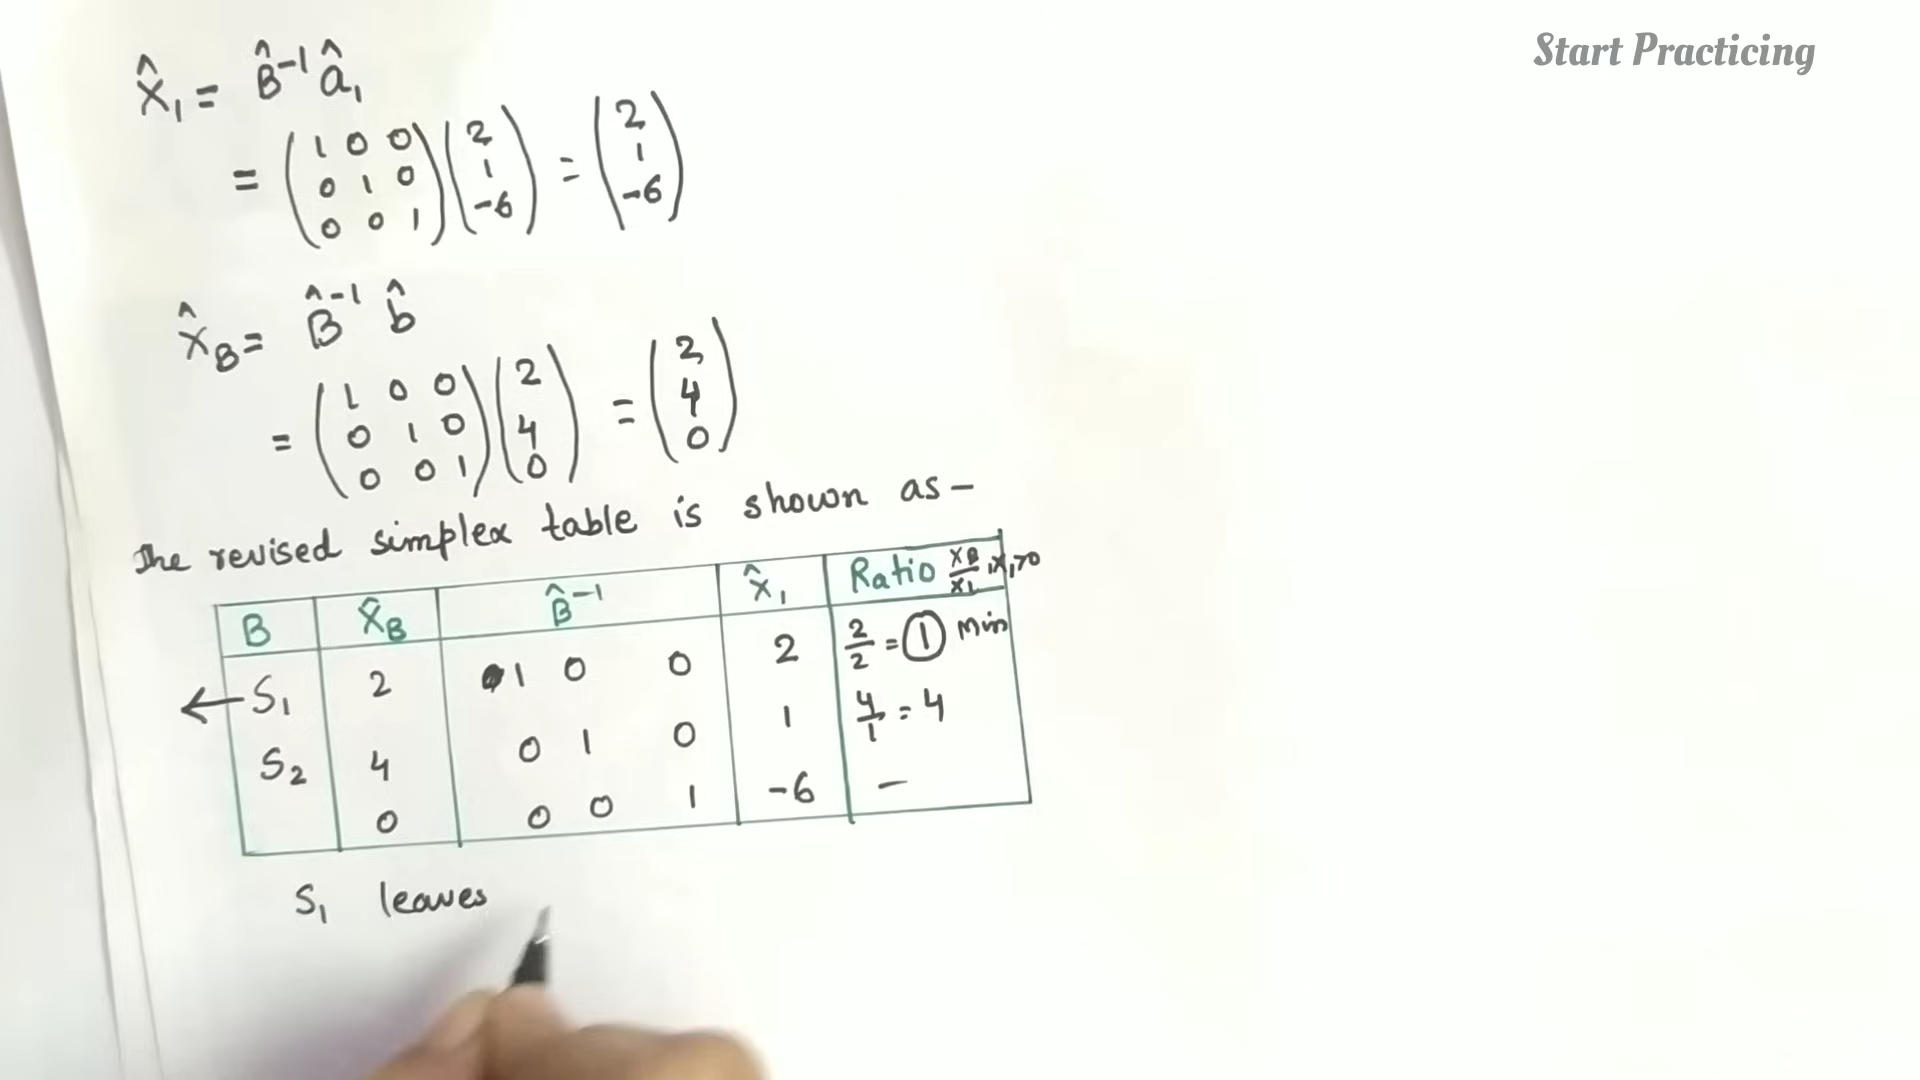 Start Practicing
X̂₁ = B̂⁻¹ â₁
= (1 0 0 (2 = (2
0 1 0 1 1
0 0 1) -6) -6)
X̂B = B̂⁻¹ b̂
= (1 0 0 (2 = (2
0 1 0 4 4
0 0 1) 0) 0)
The revised simplex table is shown as –
B X̂B B̂⁻¹ X̂₁ Ratio XB/X₁, X₁>0
← S₁ 2 1 0 0 2 2/2 = 1 Min
S₂ 4 0 1 0 1 4/1 = 4
0 0 0 1 -6 –
S₁ leaves